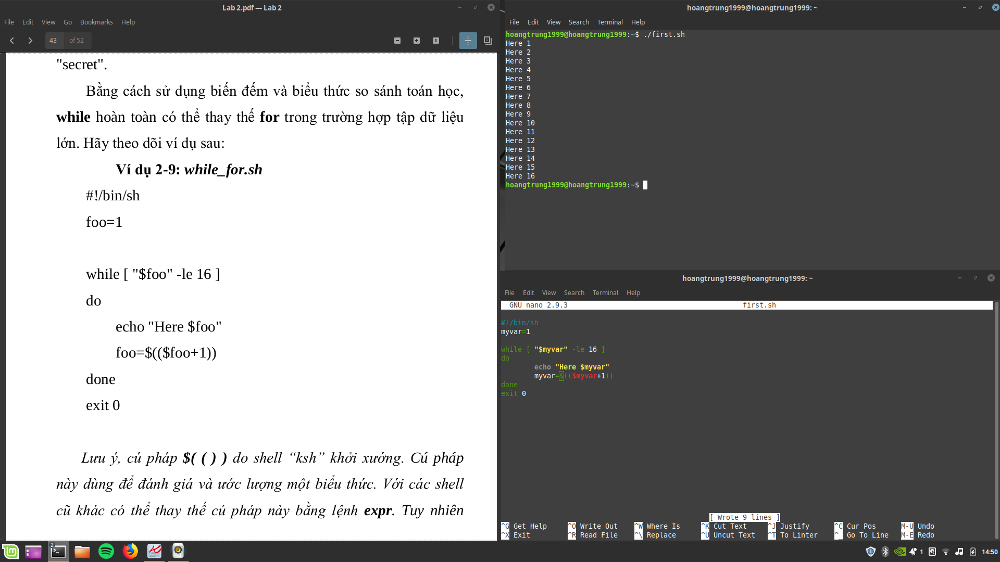 Lab 2.pdf — Lab 2
File Edit View Go Bookmarks Help
43 of 52
"secret".
Bằng cách sử dụng biến đếm và biểu thức so sánh toán học,
while hoàn toàn có thể thay thế for trong trường hợp tập dữ liệu
lớn. Hãy theo dõi ví dụ sau:
Ví dụ 2-9: while_for.sh
#!/bin/sh
foo=1
while [ "$foo" -le 16 ]
do
echo "Here $foo"
foo=$(($foo+1))
done
exit 0
Lưu ý, cú pháp $( ( ) ) do shell “ksh” khởi xướng. Cú pháp
này dùng để đánh giá và ước lượng một biểu thức. Với các shell
cũ khác có thể thay thế cú pháp này bằng lệnh expr. Tuy nhiên
hoangtrung1999@hoangtrung1999: ~
File Edit View Search Terminal Help
hoangtrung1999@hoangtrung1999:~$ ./first.sh
Here 1
Here 2
Here 3
Here 4
Here 5
Here 6
Here 7
Here 8
Here 9
Here 10
Here 11
Here 12
Here 13
Here 14
Here 15
Here 16
hoangtrung1999@hoangtrung1999:~$
hoangtrung1999@hoangtrung1999: ~
File Edit View Search Terminal Help
GNU nano 2.9.3 first.sh
#!/bin/sh
myvar=1
while [ "$myvar" -le 16 ]
do
echo "Here $myvar"
myvar=$(($myvar+1))
done
exit 0
[ Wrote 9 lines ]
^G Get Help ^O Write Out ^W Where Is ^K Cut Text ^J Justify ^C Cur Pos M-U Undo
^X Exit ^R Read File ^\ Replace ^U Uncut Text ^T To Linter ^_ Go To Line M-E Redo
2
1 14:50